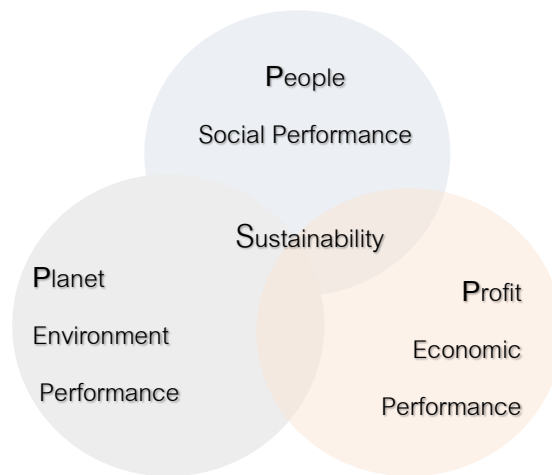 People
Social Performance
Sustainability
Planet
Environment
Performance
Profit
Economic
Performance